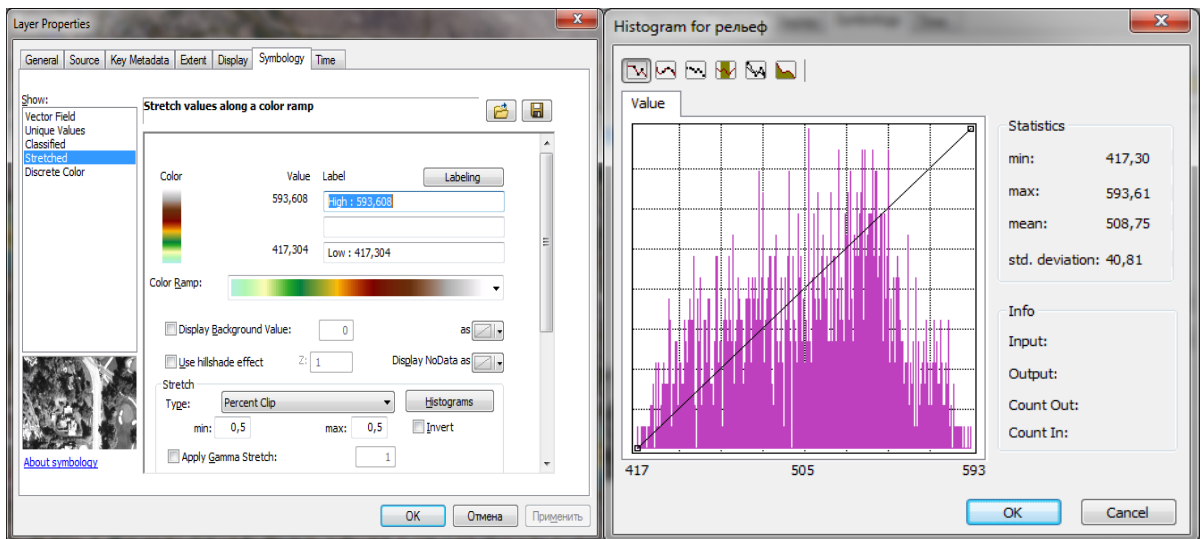 Layer Properties
General Source Key Metadata Extent Display Symbology Time
Show:
Vector Field
Unique Values
Classified
Stretched
Discrete Color
Stretch values along a color ramp
Color Value Label Labeling
593,608 High : 593,608
417,304 Low : 417,304
Color Ramp:
Display Background Value: 0 as
Use hillshade effect Z: 1 Display NoData as
Stretch
Type: Percent Clip Histograms
min: 0,5 max: 0,5 Invert
Apply Gamma Stretch: 1
About symbology
OK Отмена Применить
Histogram for рельеф
Value
417 505 593
Statistics
min: 417,30
max: 593,61
mean: 508,75
std. deviation: 40,81
Info
Input:
Output:
Count Out:
Count In:
OK Cancel